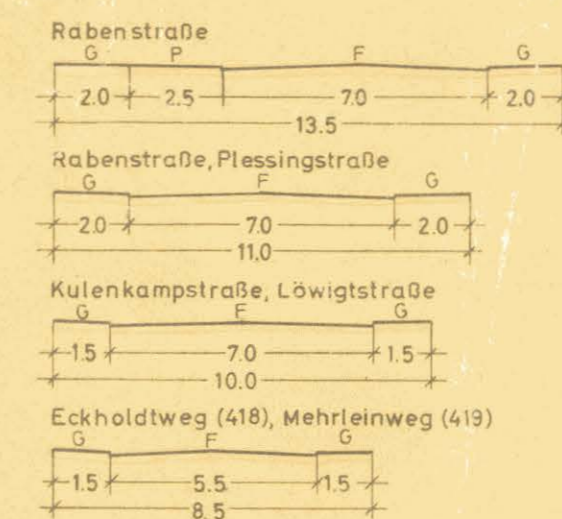 Rabenstraße
G P F G
2.0 2.5 7.0 2.0
13.5
Rabenstraße, Plessingstraße
G F G
2.0 7.0 2.0
11.0
Kulenkampstraße, Löwigtstraße
G F G
1.5 7.0 1.5
10.0
Eckholdtweg (418), Mehrleinweg (419)
G F G
1.5 5.5 1.5
8.5